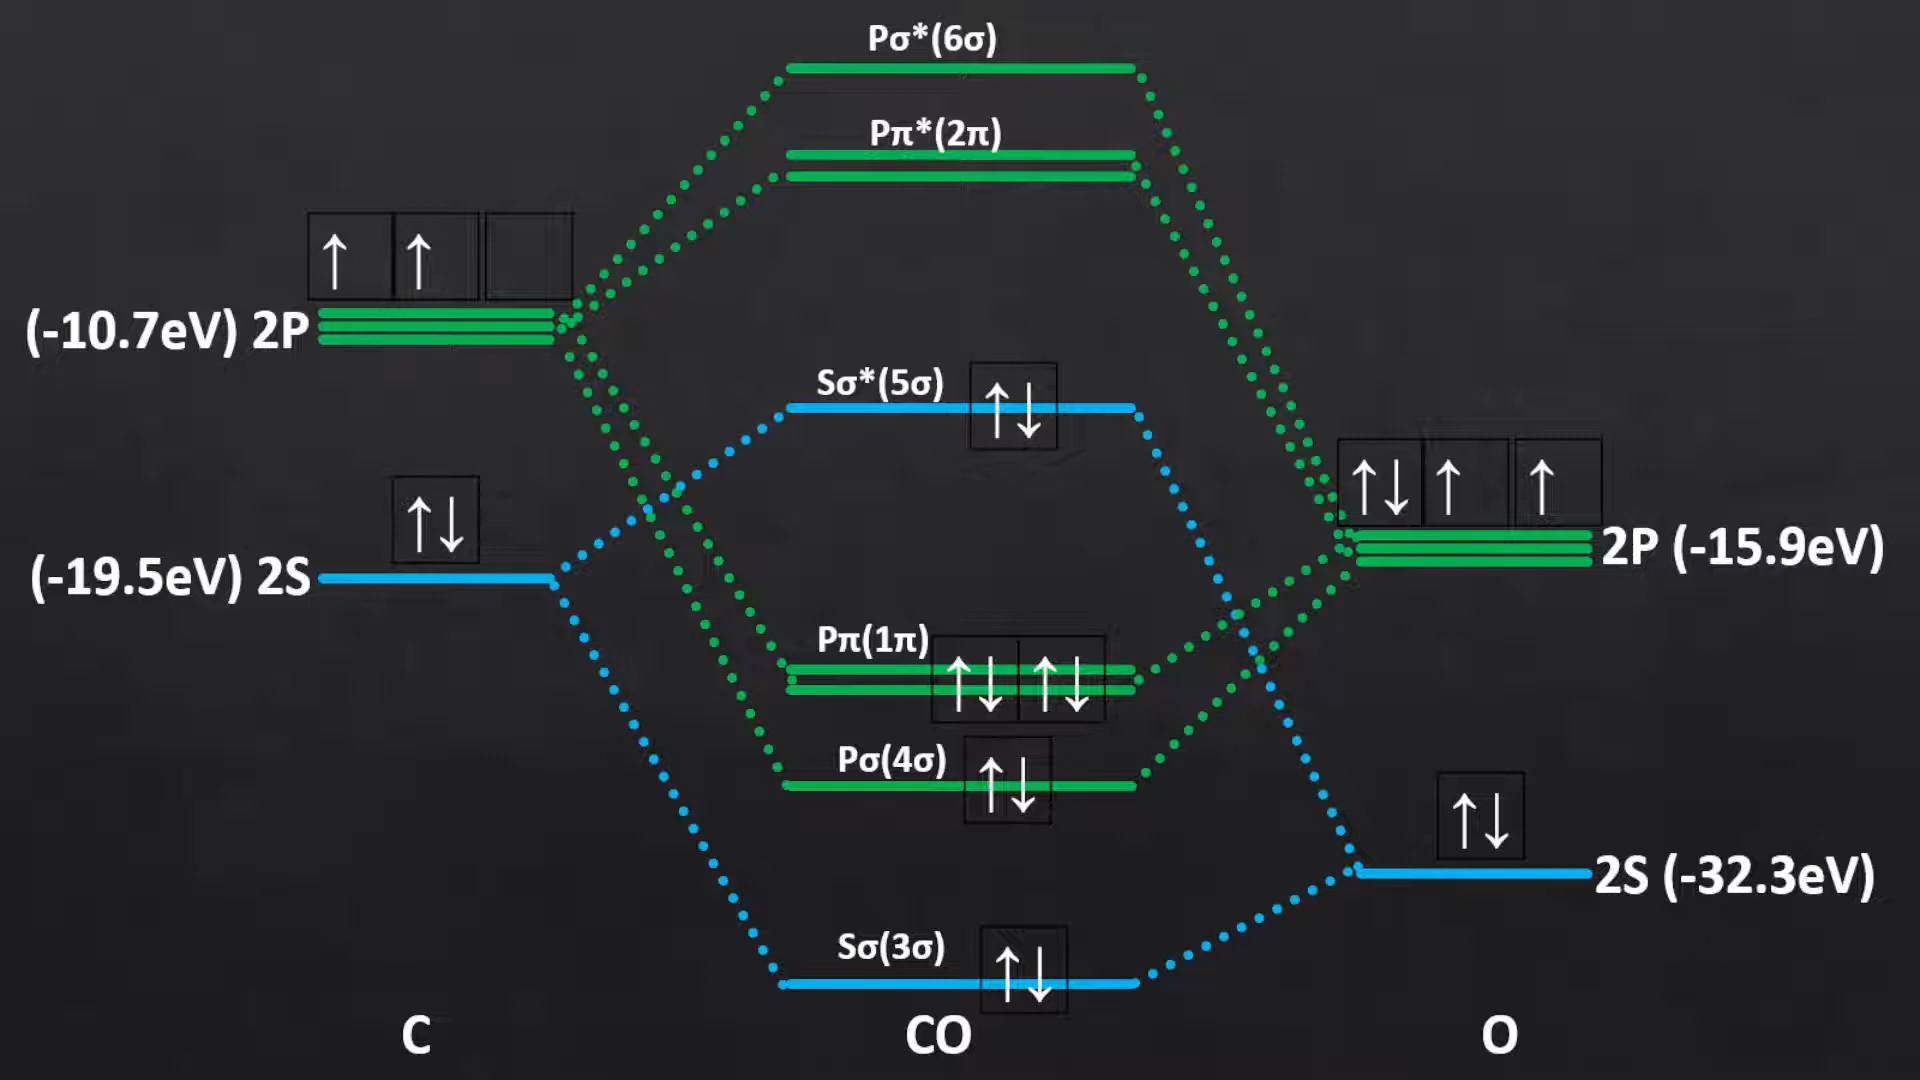 Pσ*(6σ)
Pπ*(2π)
↑ ↑
(-10.7eV) 2P
Sσ*(5σ) ↑↓
↑↓ ↑ ↑
2P (-15.9eV)
↑↓
(-19.5eV) 2S
Pπ(1π) ↑↓ ↑↓
Pσ(4σ) ↑↓
↑↓
2S (-32.3eV)
Sσ(3σ) ↑↓
C CO O